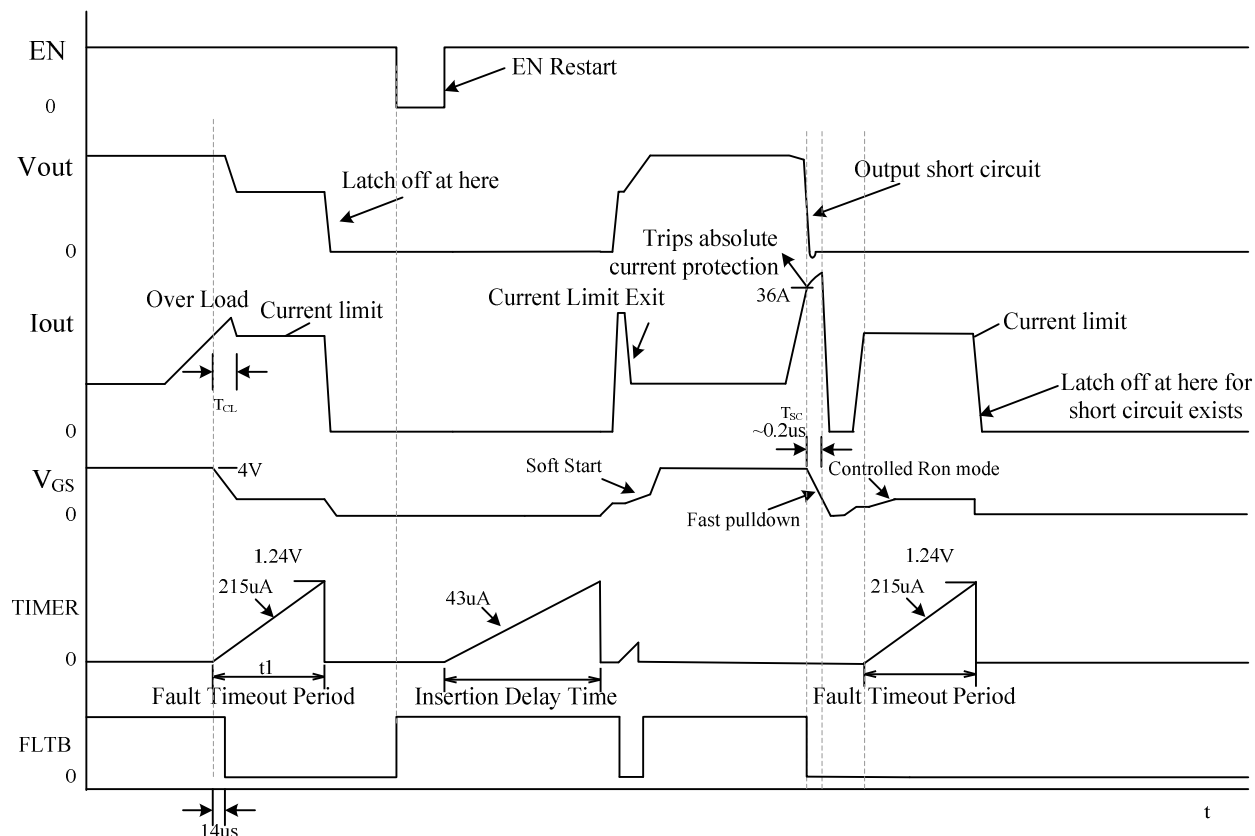 EN
0
EN Restart
Vout
0
Latch off at here
Output short circuit
Trips absolute
current protection
36A
Over Load
Current limit
Current Limit Exit
Iout
0
TCL
Current limit
Latch off at here for
short circuit exists
TSC
~0.2us
VGS
0
4V
Soft Start
Fast pulldown
Controlled Ron mode
1.24V
215uA
43uA
1.24V
215uA
TIMER
0
t1
Fault Timeout Period
Insertion Delay Time
Fault Timeout Period
FLTB
0
14us
t